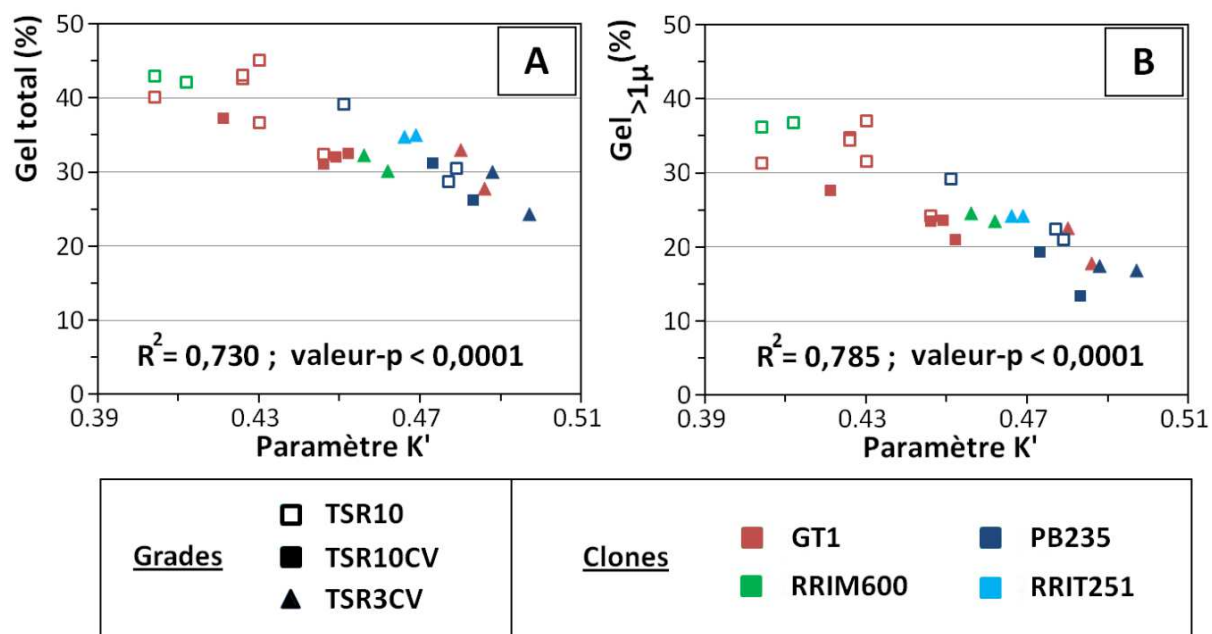 Gel total (%)
50
40
30
20
10
0
A
R² = 0,730 ; valeur-p < 0,0001
0.39 0.43 0.47 0.51
Paramètre K'
Gel >1µ (%)
50
40
30
20
10
0
B
R² = 0,785 ; valeur-p < 0,0001
0.39 0.43 0.47 0.51
Paramètre K'
Grades
TSR10
TSR10CV
TSR3CV
Clones
GT1
PB235
RRIM600
RRIT251